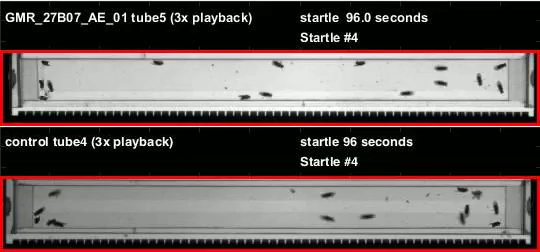 GMR_27B07_AE_01 tube5 (3x playback)
startle  96.0 seconds
Startle #4
control tube4 (3x playback)
startle 96 seconds
Startle #4